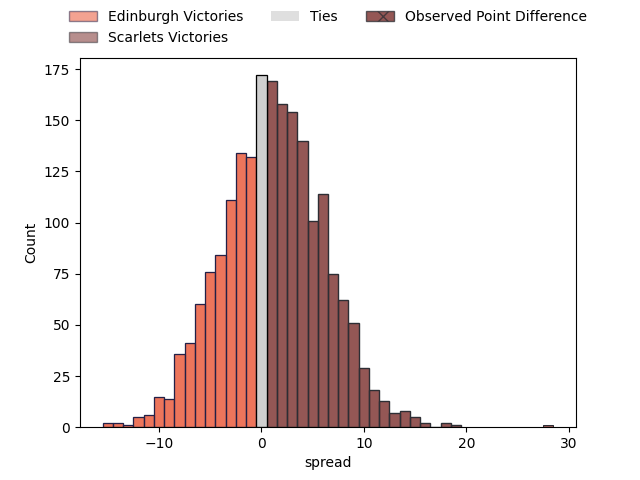 Edinburgh Victories
Ties
Observed Point Difference
Scarlets Victories
175
150
125
100
75
50
25
0
Count
−10
0
10
20
30
spread